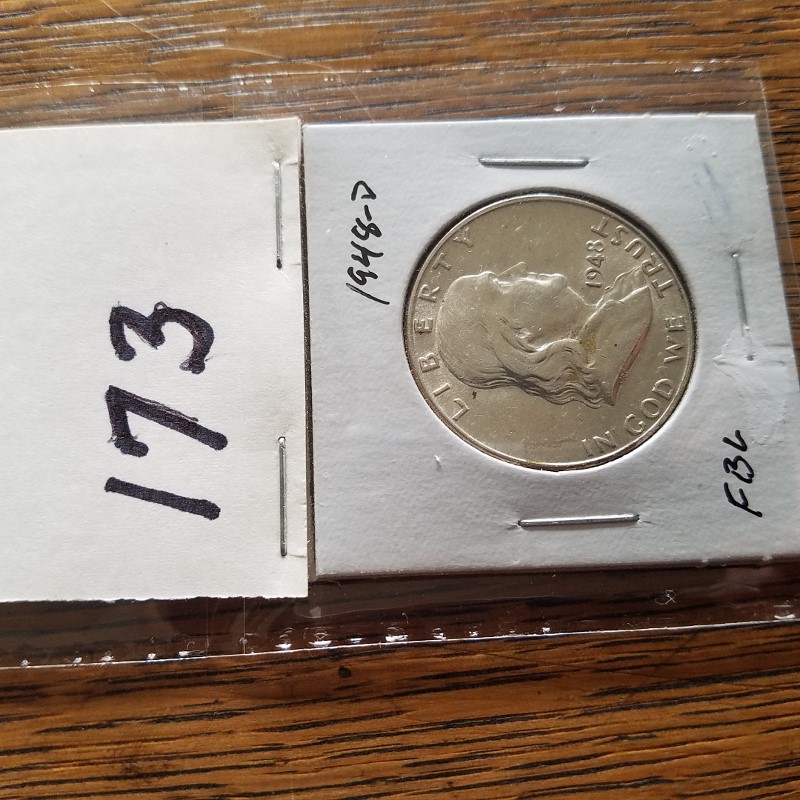 173
1948-D
LIBERTY
1948
IN GOD WE TRUST
FBL